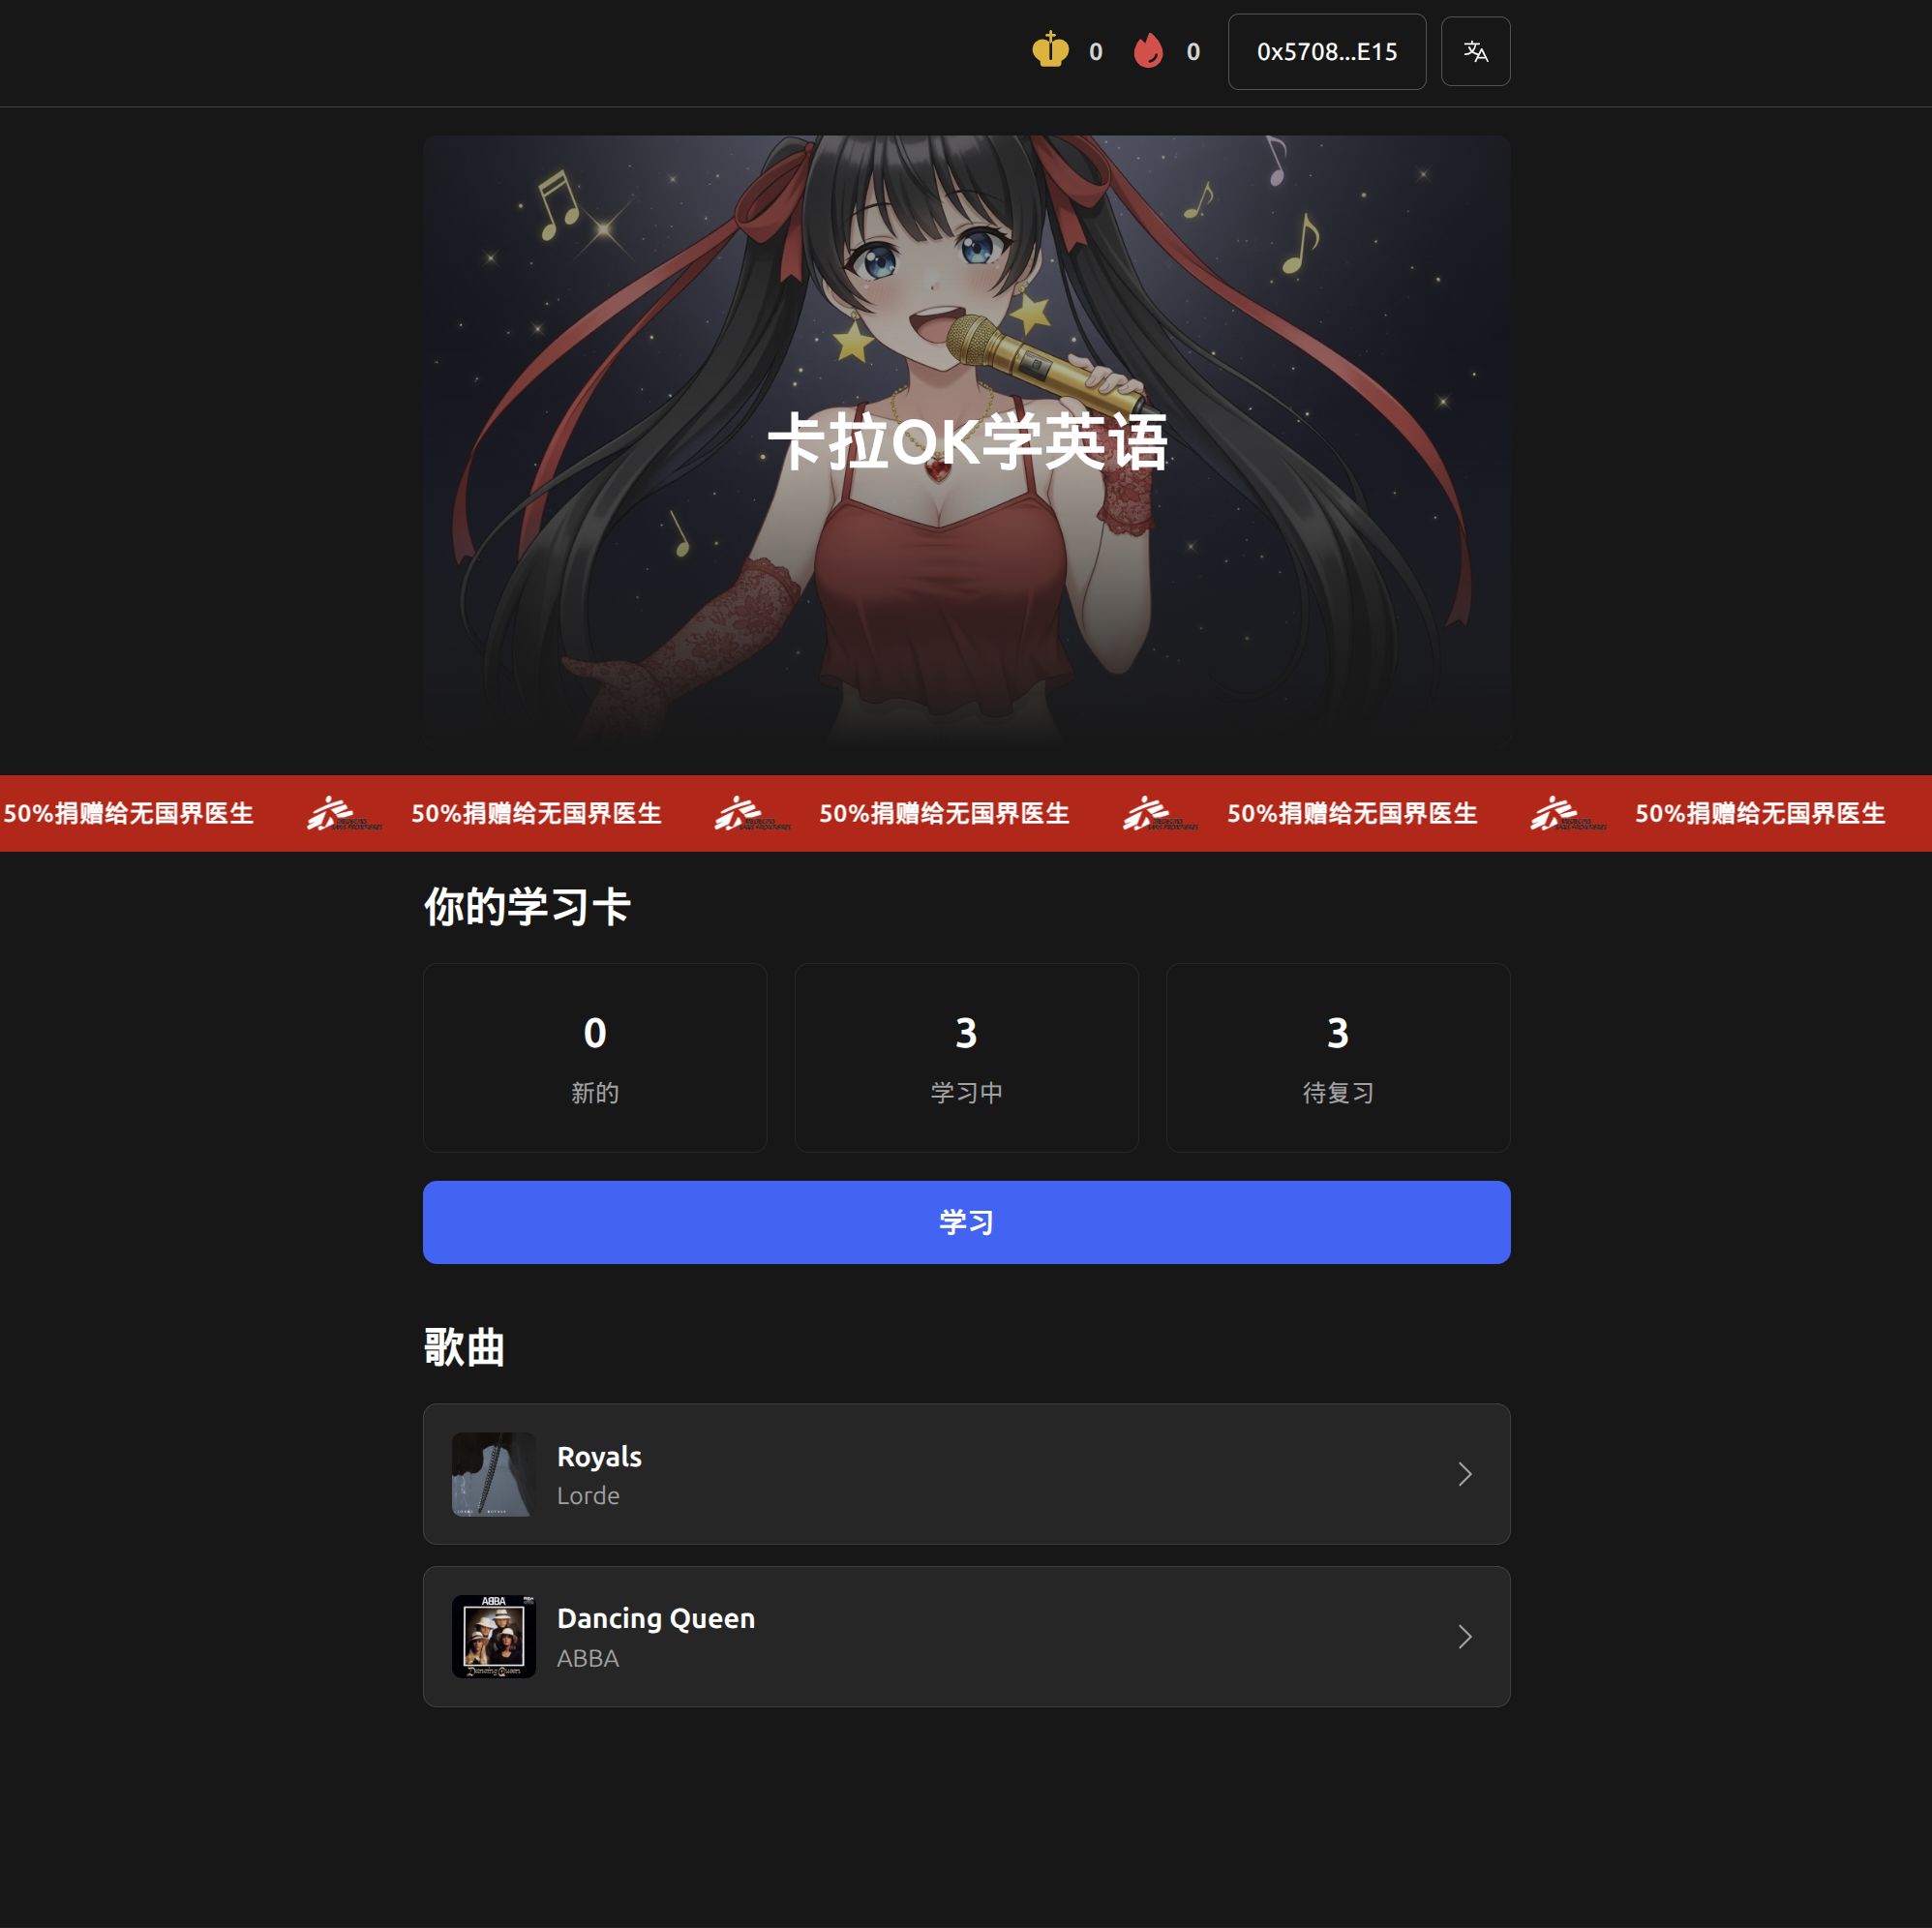 0
0
0x5708...E15
卡拉OK学英语
50%捐赠给无国界医生
50%捐赠给无国界医生
50%捐赠给无国界医生
50%捐赠给无国界医生
50%捐赠给无国界医生
你的学习卡
0
新的
3
学习中
3
待复习
学习
歌曲
Royals
Lorde
ABBA
Dancing Queen
Dancing Queen
ABBA